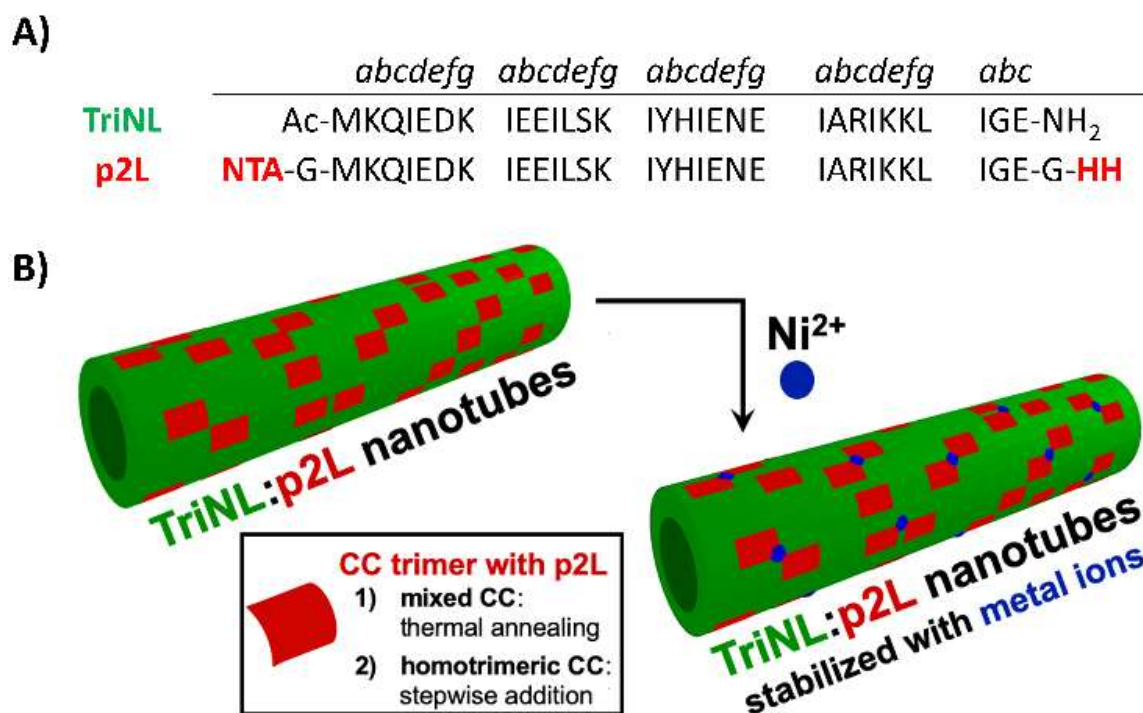 A)
abcdefg abcdefg abcdefg abcdefg abc
TriNL Ac-MKQIEDK IEEILSK IYHIENE IARIKKL IGE-NH₂
p2L NTA-G-MKQIEDK IEEILSK IYHIENE IARIKKL IGE-G-HH
B)
TriNL:p2L nanotubes
Ni²⁺
CC trimer with p2L
1) mixed CC:
thermal annealing
2) homotrimeric CC:
stepwise addition
TriNL:p2L nanotubes
stabilized with metal ions